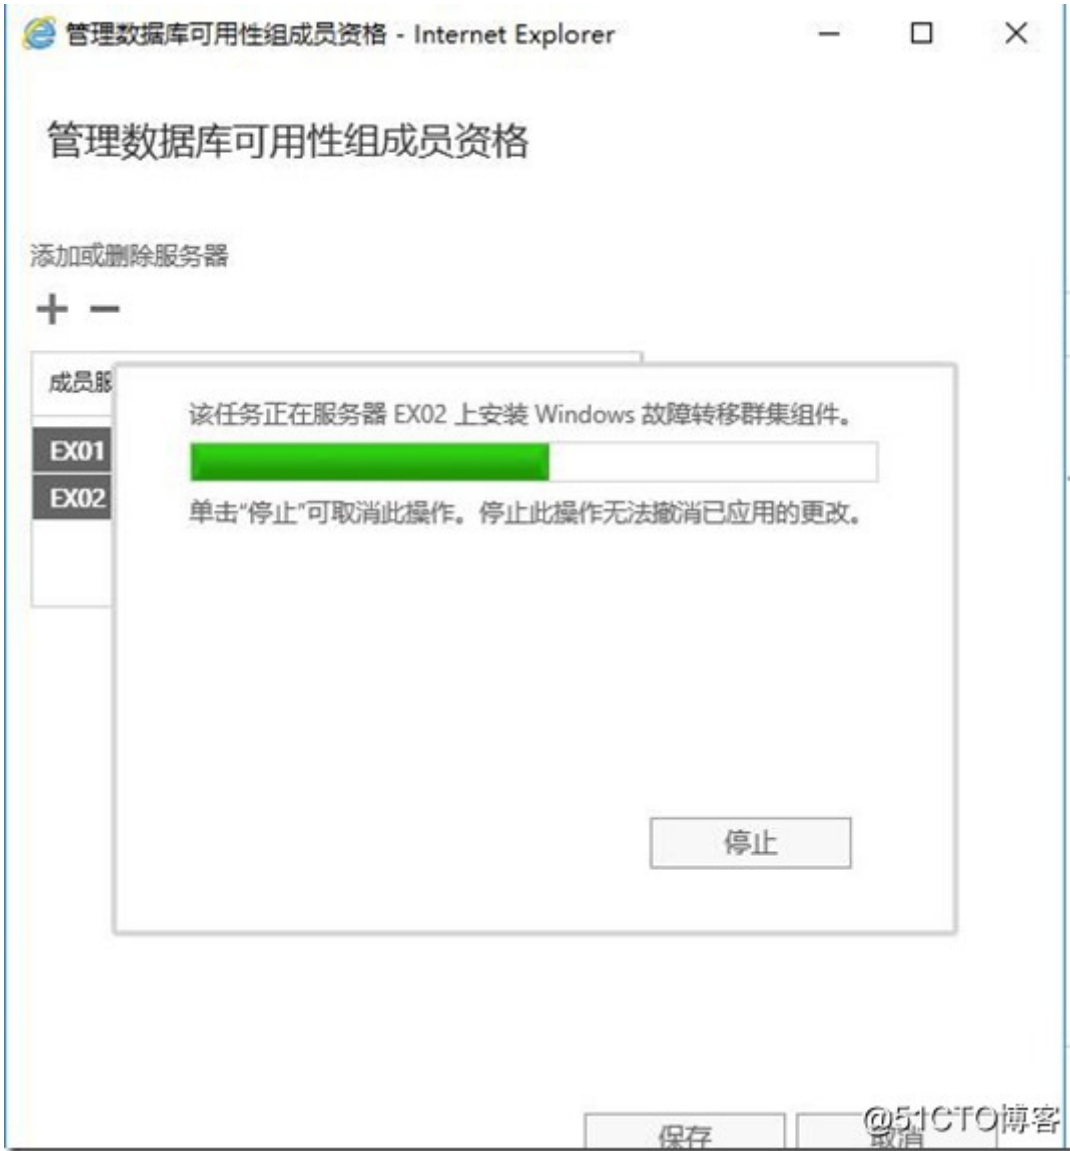 管理数据库可用性组成员资格 - Internet Explorer
管理数据库可用性组成员资格
添加或删除服务器
成员服
该任务正在服务器 EX02 上安装 Windows 故障转移群集组件。
EX01
EX02
单击“停止”可取消此操作。停止此操作无法撤消已应用的更改。
停止
保存
取消
@51CTO博客